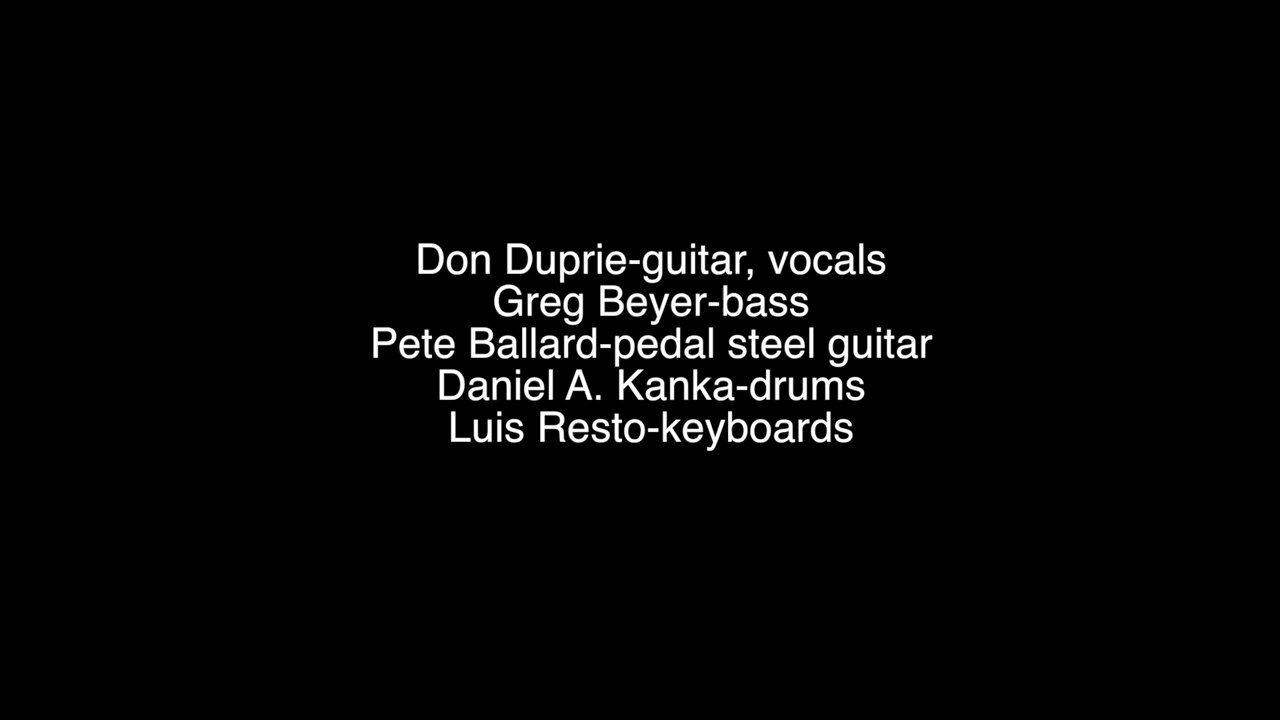 Don Duprie-guitar, vocals
Greg Beyer-bass
Pete Ballard-pedal steel guitar
Daniel A. Kanka-drums
Luis Resto-keyboards